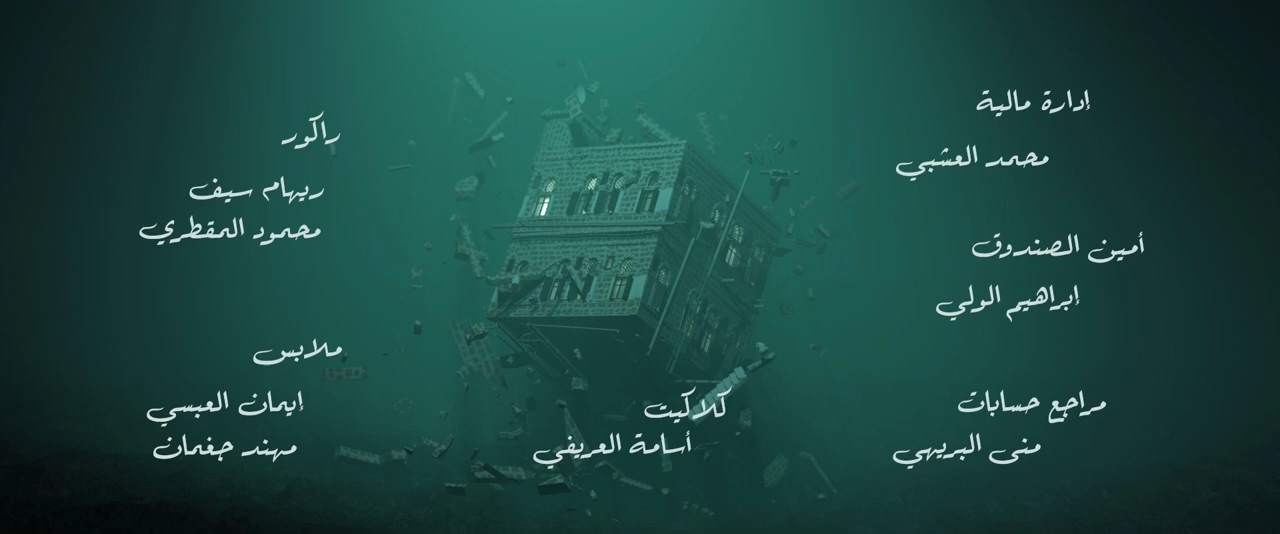 إدارة مالية
محمد العشبي
أمين الصندوق
إبراهيم الولي
مراجع حسابات
منى البريهي
كلاكيت
أسامة العريفي
راكور
ريهام سيف
محمود المقطري
ملابس
إيمان العبسي
مهند جغمان